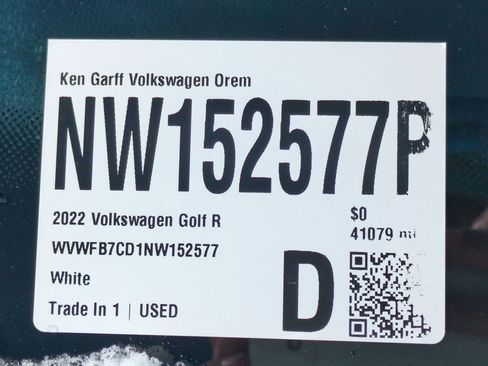 Ken Garff Volkswagen Orem
NW152577P
2022 Volkswagen Golf R
$0
41079 mi
WVWFB7CD1NW152577
White
D
Trade In 1 | USED